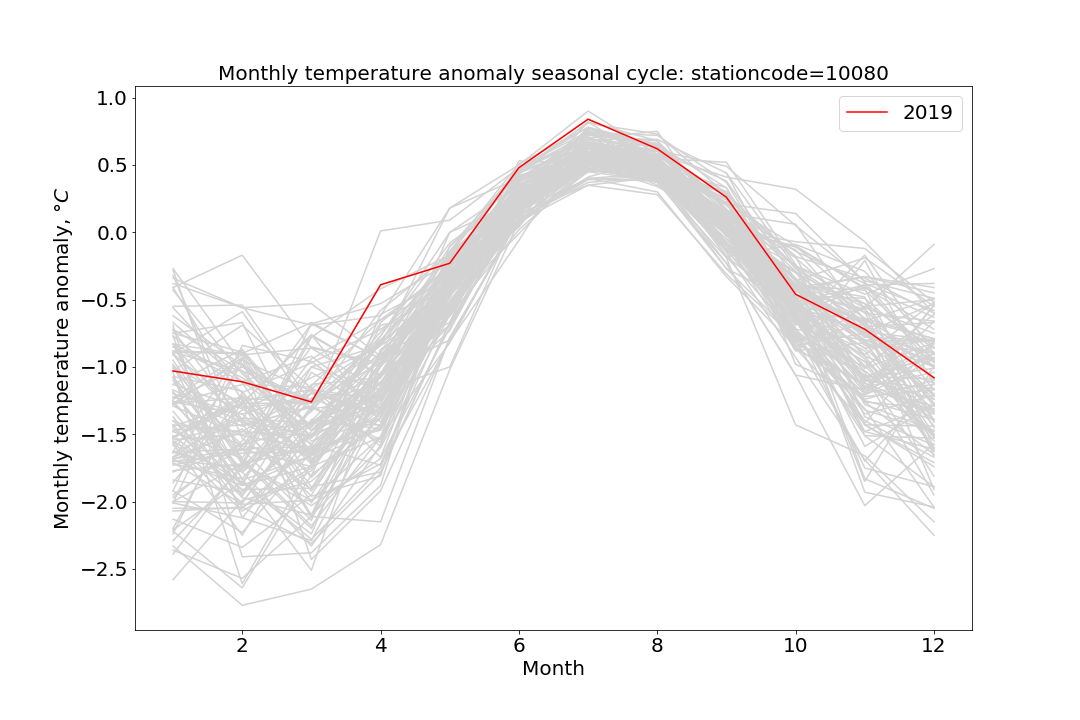 Monthly temperature anomaly seasonal cycle: stationcode=10080
2019
Monthly temperature anomaly, °C
1.0
0.5
0.0
−0.5
−1.0
−1.5
−2.0
−2.5
2 4 6 8 10 12
Month